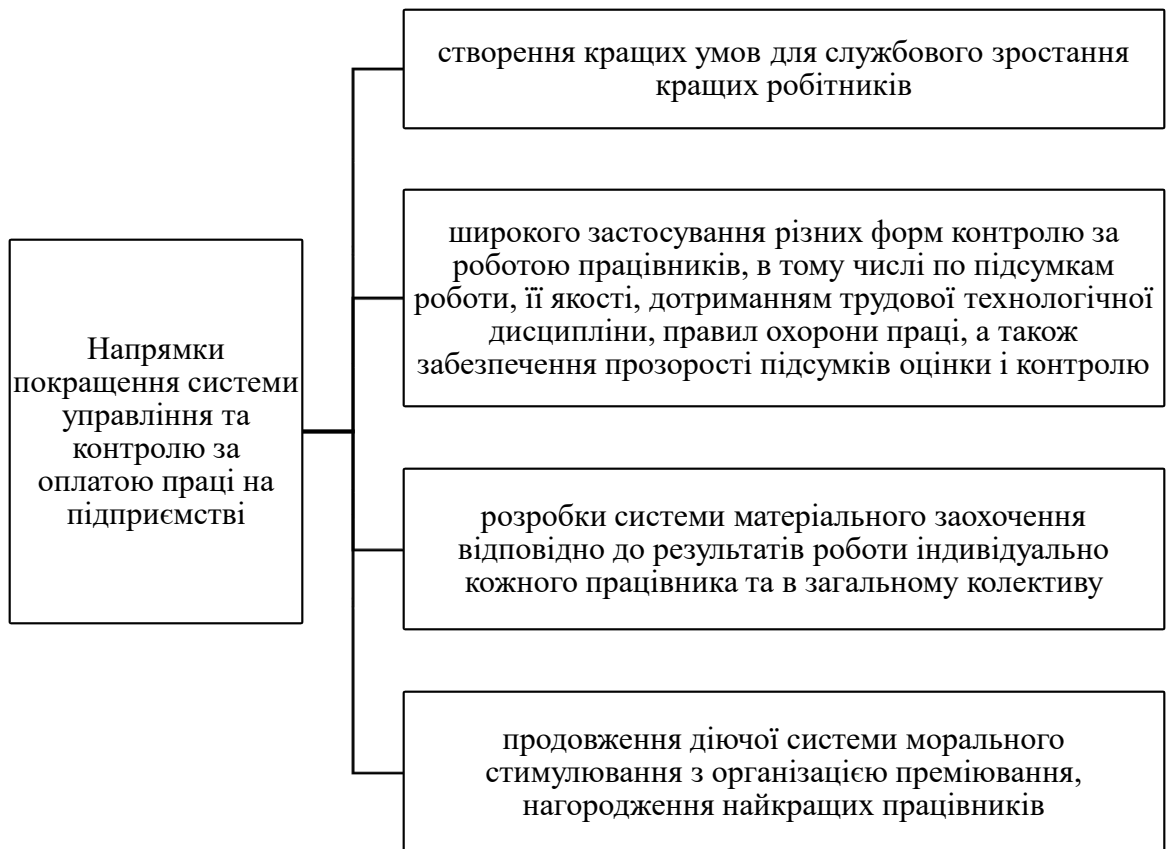 Напрямки
покращення системи
управління та
контролю за
оплатою праці на
підприємстві
створення кращих умов для службового зростання
кращих робітників
широкого застосування різних форм контролю за
роботою працівників, в тому числі по підсумкам
роботи, її якості, дотриманням трудової технологічної
дисципліни, правил охорони праці, а також
забезпечення прозорості підсумків оцінки і контролю
розробки системи матеріального заохочення
відповідно до результатів роботи індивідуально
кожного працівника та в загальному колективу
продовження діючої системи морального
стимулювання з організацією преміювання,
нагородження найкращих працівників